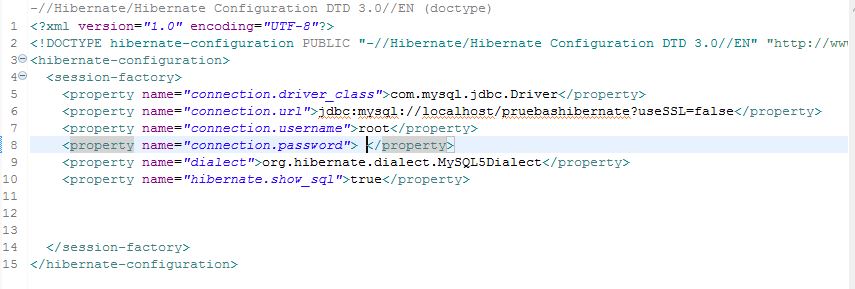 -//Hibernate/Hibernate Configuration DTD 3.0//EN (doctype)
1 <?xml version="1.0" encoding="UTF-8"?>
2 <!DOCTYPE hibernate-configuration PUBLIC "-//Hibernate/Hibernate Configuration DTD 3.0//EN" "http://www
3 <hibernate-configuration>
4 <session-factory>
5 <property name="connection.driver_class">com.mysql.jdbc.Driver</property>
6 <property name="connection.url">jdbc:mysql://localhost/pruebashibernate?useSSL=false</property>
7 <property name="connection.username">root</property>
8 <property name="connection.password"> </property>
9 <property name="dialect">org.hibernate.dialect.MySQL5Dialect</property>
10 <property name="hibernate.show_sql">true</property>
11
12
13
14 </session-factory>
15 </hibernate-configuration>